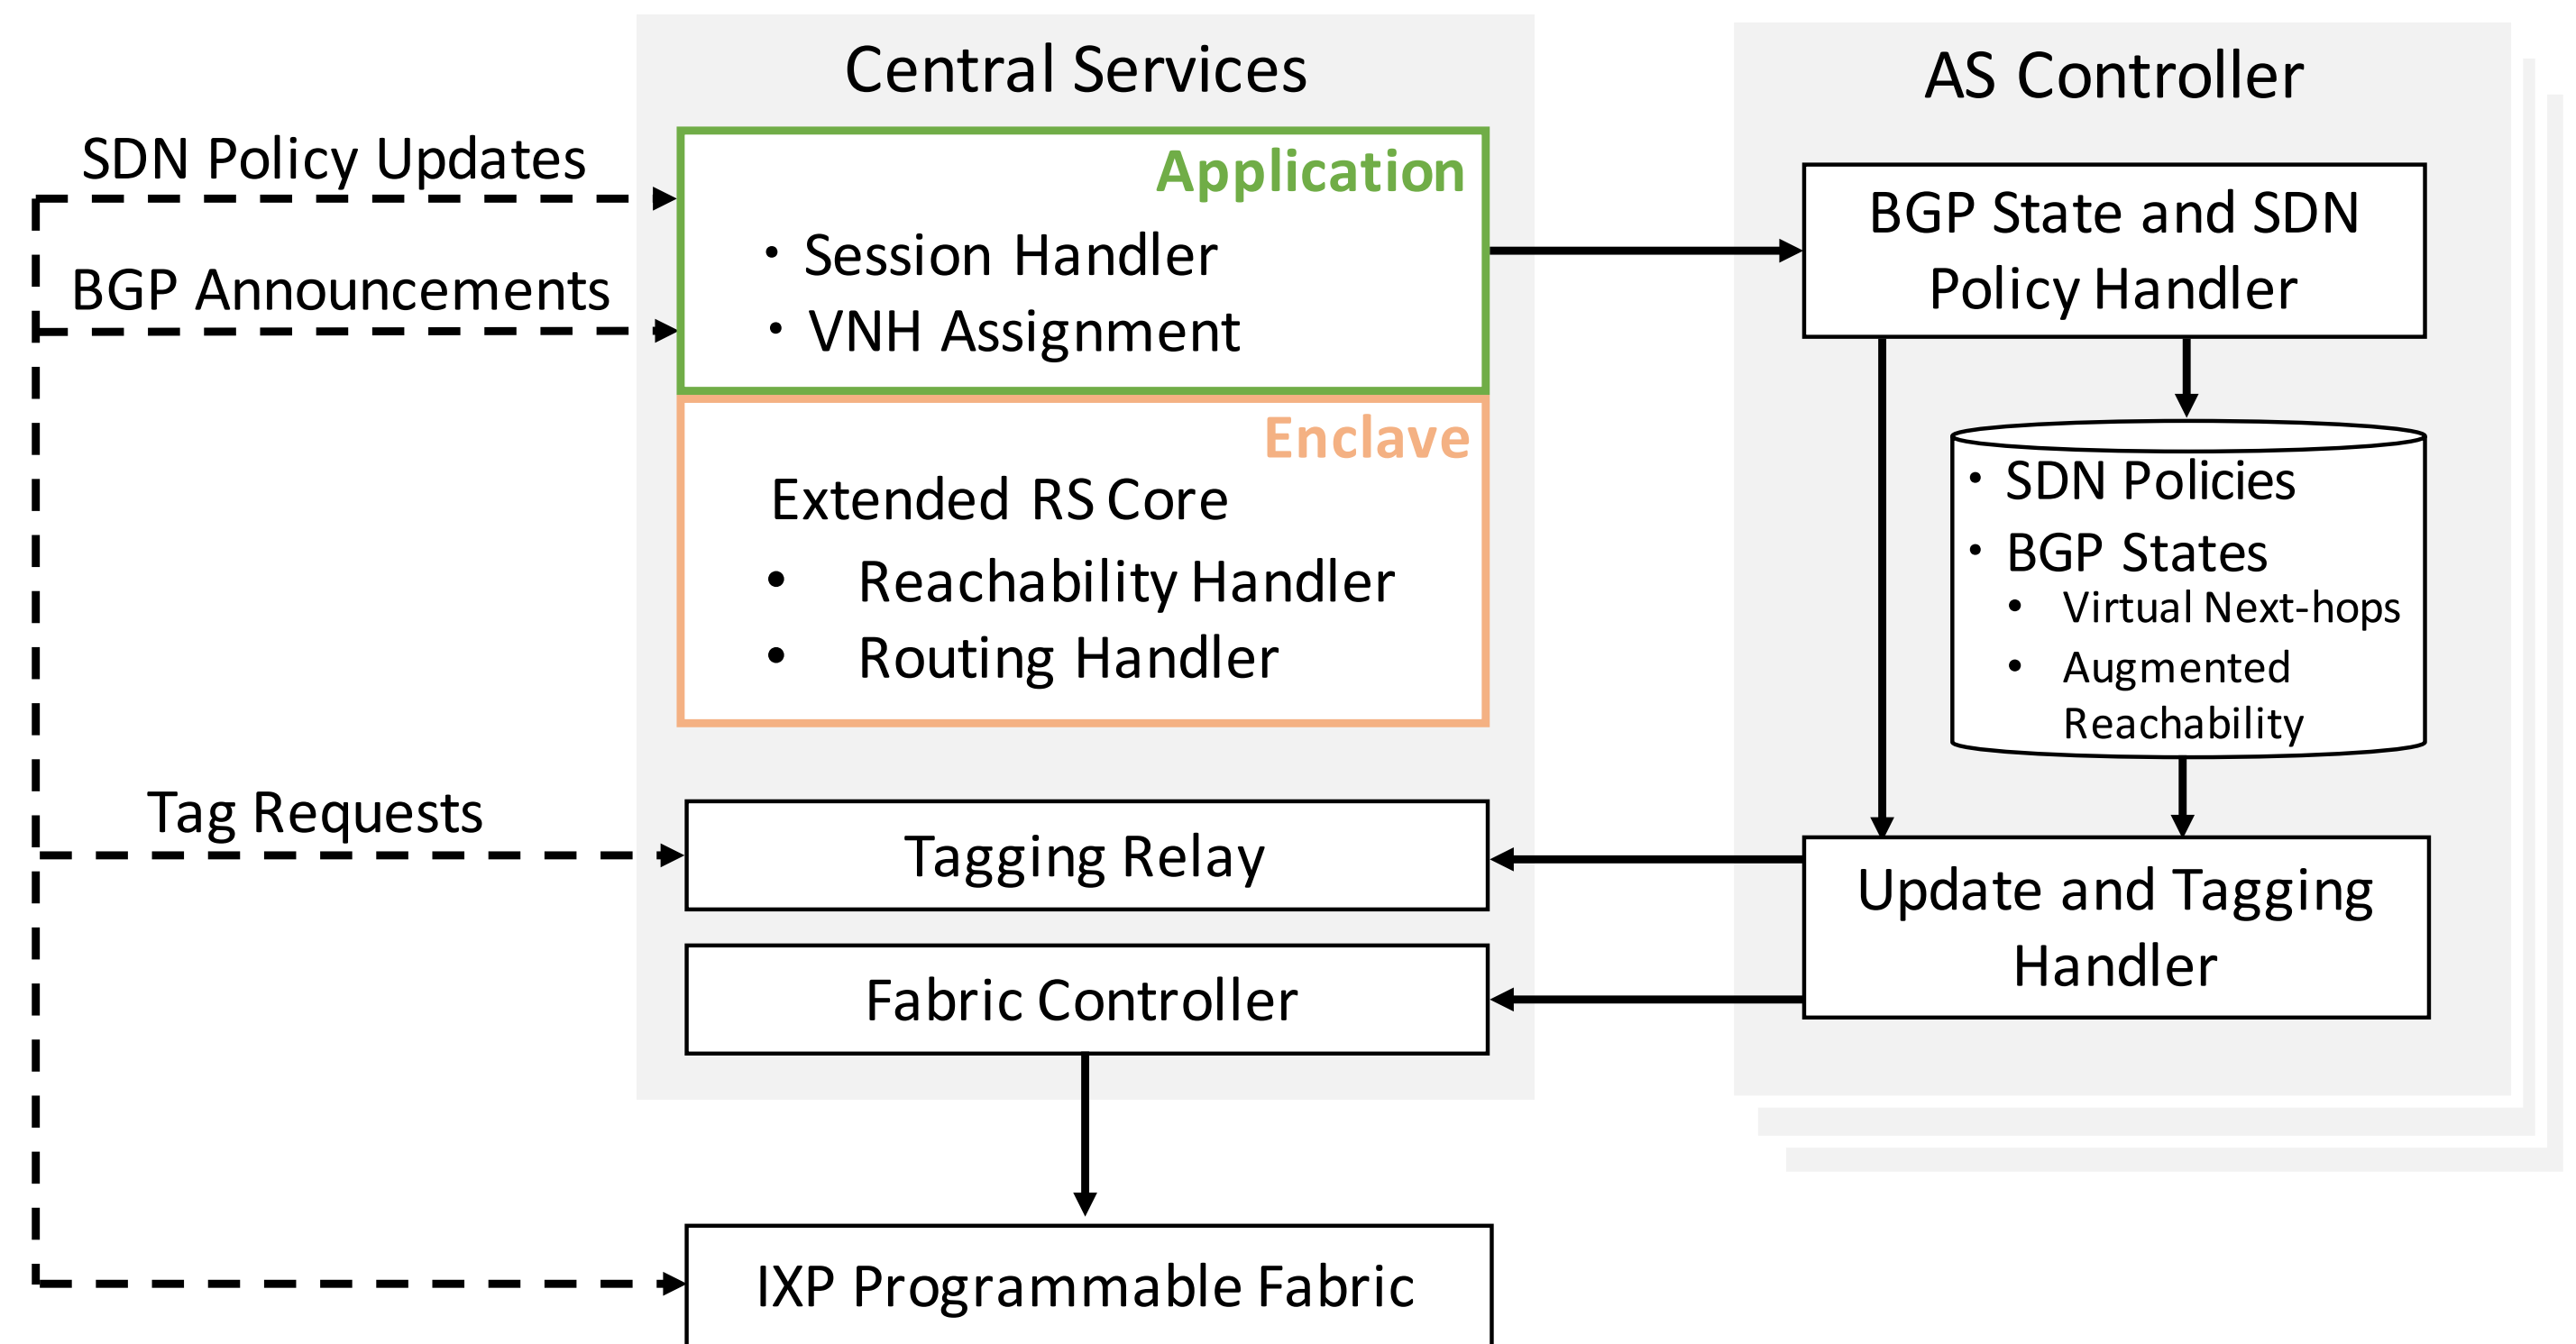 Central Services
AS Controller
SDN Policy Updates
BGP Announcements
Tag Requests
Application
• Session Handler
• VNH Assignment
Enclave
Extended RS Core
• Reachability Handler
• Routing Handler
Tagging Relay
Fabric Controller
IXP Programmable Fabric
BGP State and SDN
Policy Handler
• SDN Policies
• BGP States
• Virtual Next-hops
• Augmented
Reachability
Update and Tagging
Handler